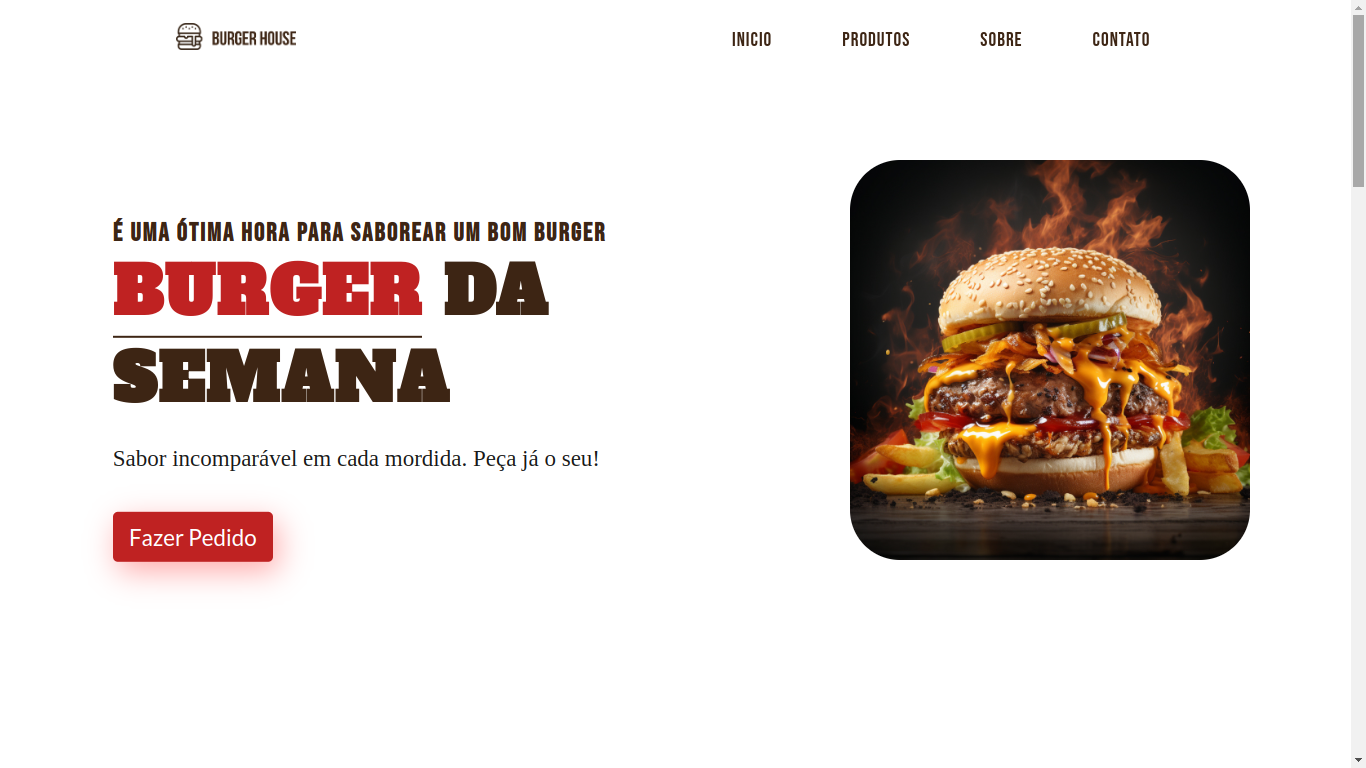 BURGER HOUSE
INICIO
PRODUTOS
SOBRE
CONTATO
É UMA ÓTIMA HORA PARA SABOREAR UM BOM BURGER
BURGER DA
SEMANA
Sabor incomparável em cada mordida. Peça já o seu!
Fazer Pedido